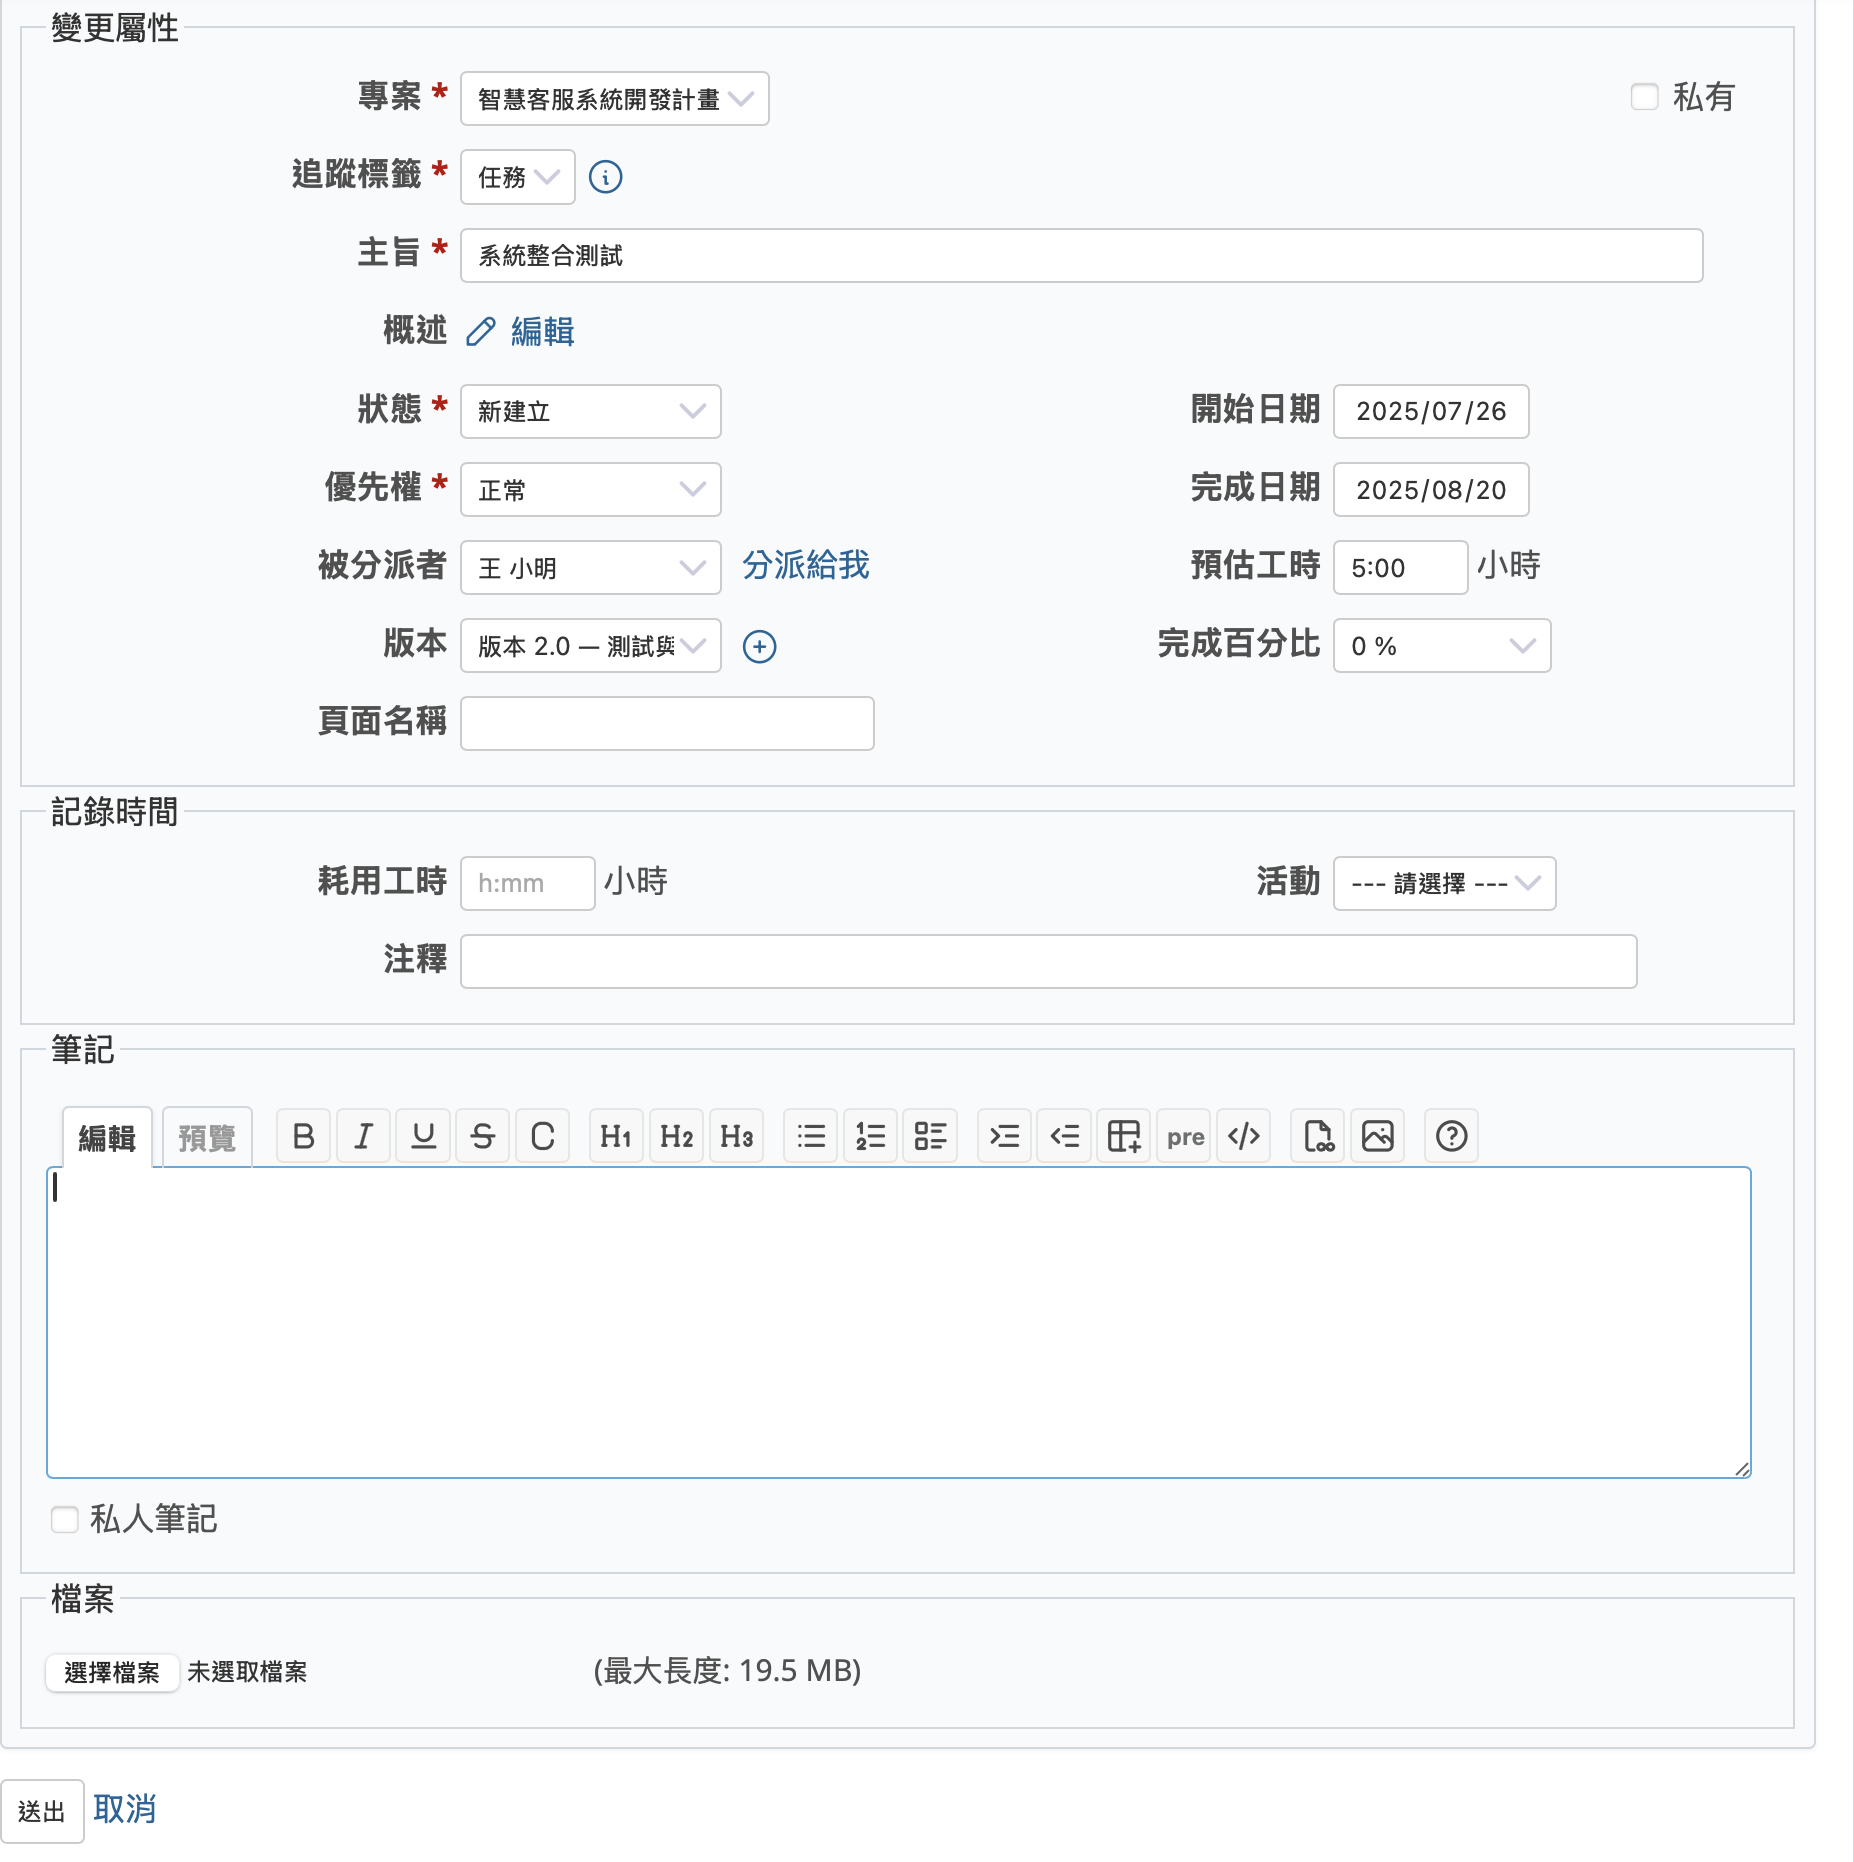 變更屬性
專案 * 智慧客服系統開發計畫 私有
追蹤標籤 * 任務
主旨 * 系統整合測試
概述 編輯
狀態 * 新建立 開始日期 2025/07/26
優先權 * 正常 完成日期 2025/08/20
被分派者 王 小明 分派給我 預估工時 5:00 小時
版本 版本 2.0 — 測試與 完成百分比 0 %
頁面名稱
記錄時間
耗用工時 h:mm 小時 活動 --- 請選擇 ---
注釋
筆記
編輯 預覽 B I U S C H1 H2 H3 pre </>
私人筆記
檔案
選擇檔案 未選取檔案 (最大長度: 19.5 MB)
送出 取消